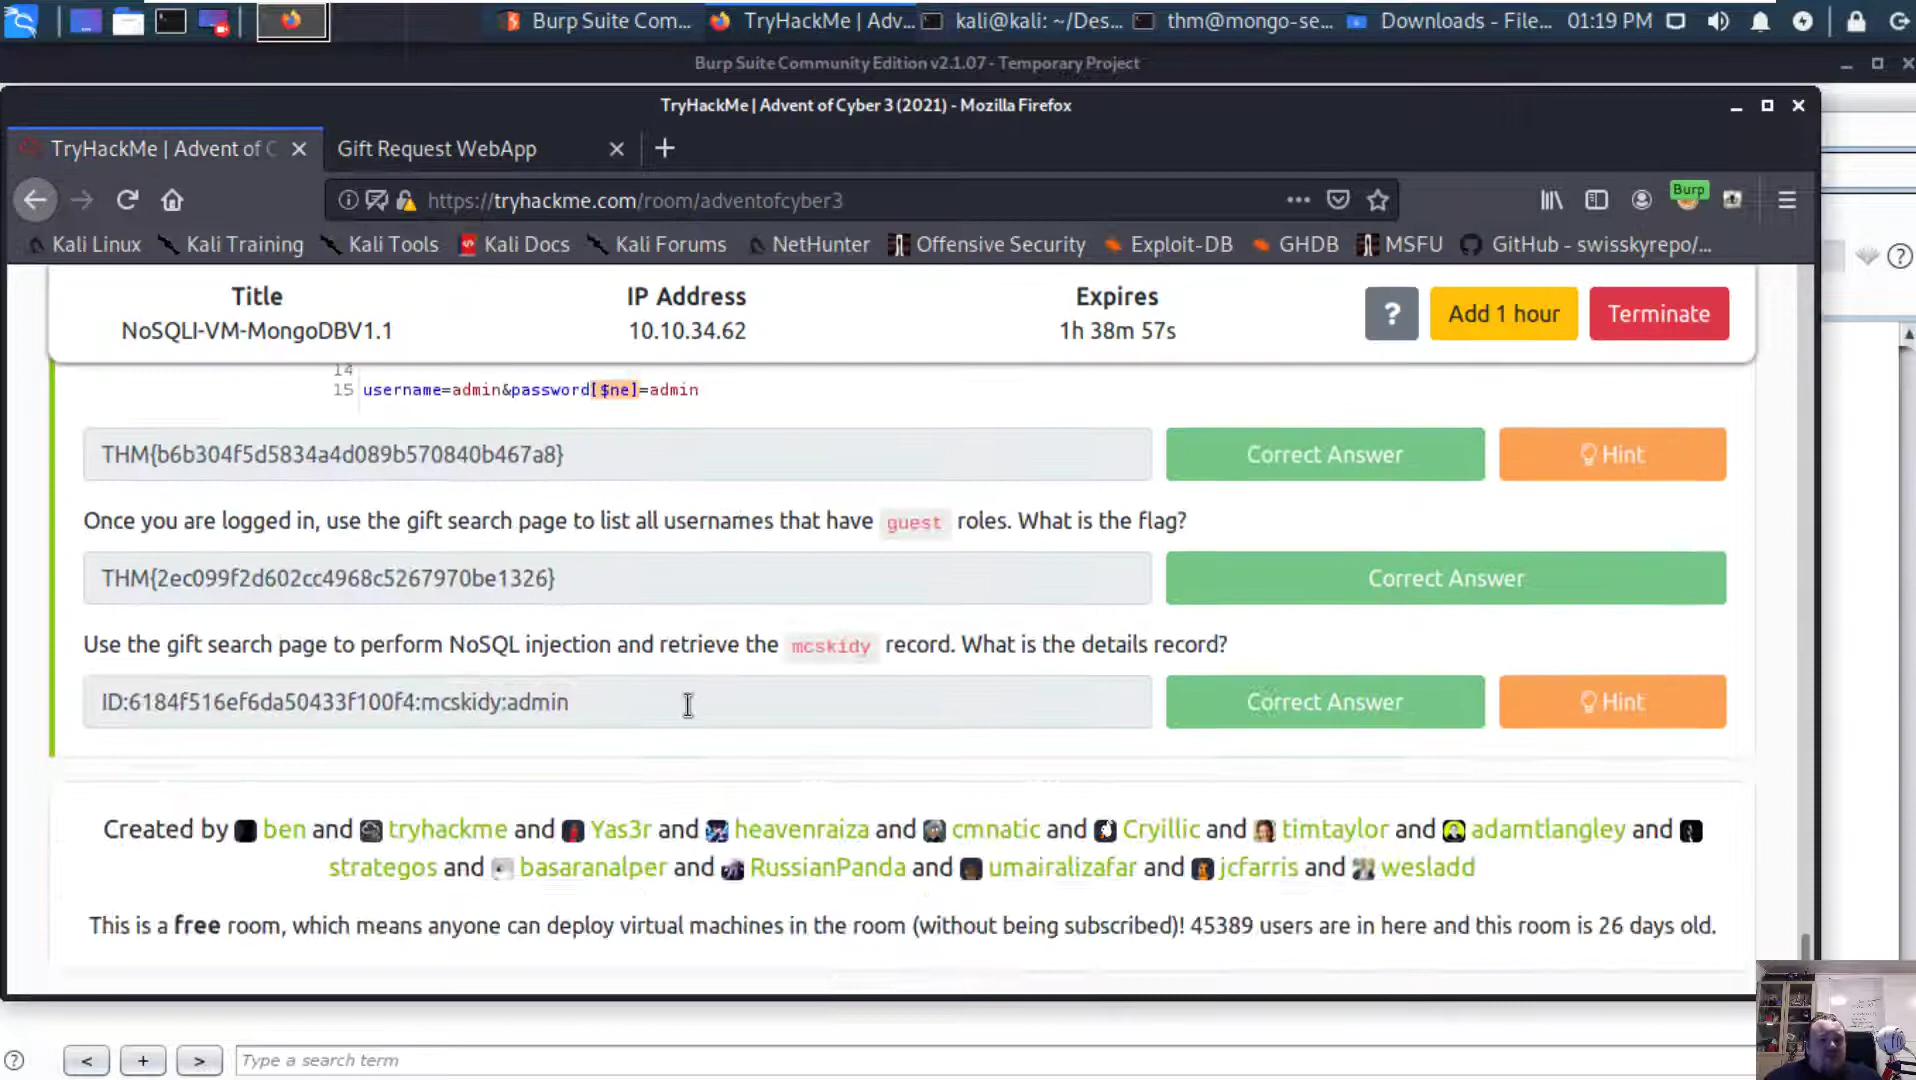 Burp Suite Com... TryHackMe | Adv... kali@kali: ~/Des... thm@mongo-se... Downloads - File... 01:19 PM
Burp Suite Community Edition v2.1.07 - Temporary Project
TryHackMe | Advent of Cyber 3 (2021) - Mozilla Firefox
TryHackMe | Advent of C Gift Request WebApp
https://tryhackme.com/room/adventofcyber3 Burp
Kali Linux Kali Training Kali Tools Kali Docs Kali Forums NetHunter Offensive Security Exploit-DB GHDB MSFU GitHub - swisskyrepo/...
Title IP Address Expires
NoSQLI-VM-MongoDBV1.1 10.10.34.62 1h 38m 57s ? Add 1 hour Terminate
14
15 username=admin&password[$ne]=admin
THM{b6b304f5d5834a4d089b570840b467a8} Correct Answer Hint
Once you are logged in, use the gift search page to list all usernames that have guest roles. What is the flag?
THM{2ec099f2d602cc4968c5267970be1326} Correct Answer
Use the gift search page to perform NoSQL injection and retrieve the mcskidy record. What is the details record?
ID:6184f516ef6da50433f100f4:mcskidy:admin Correct Answer Hint
Created by ben and tryhackme and Yas3r and heavenraiza and cmnatic and Cryillic and timtaylor and adamtlangley and
strategos and basaranalper and RussianPanda and umairalizafar and jcfarris and wesladd
This is a free room, which means anyone can deploy virtual machines in the room (without being subscribed)! 45389 users are in here and this room is 26 days old.
? < + > Type a search term